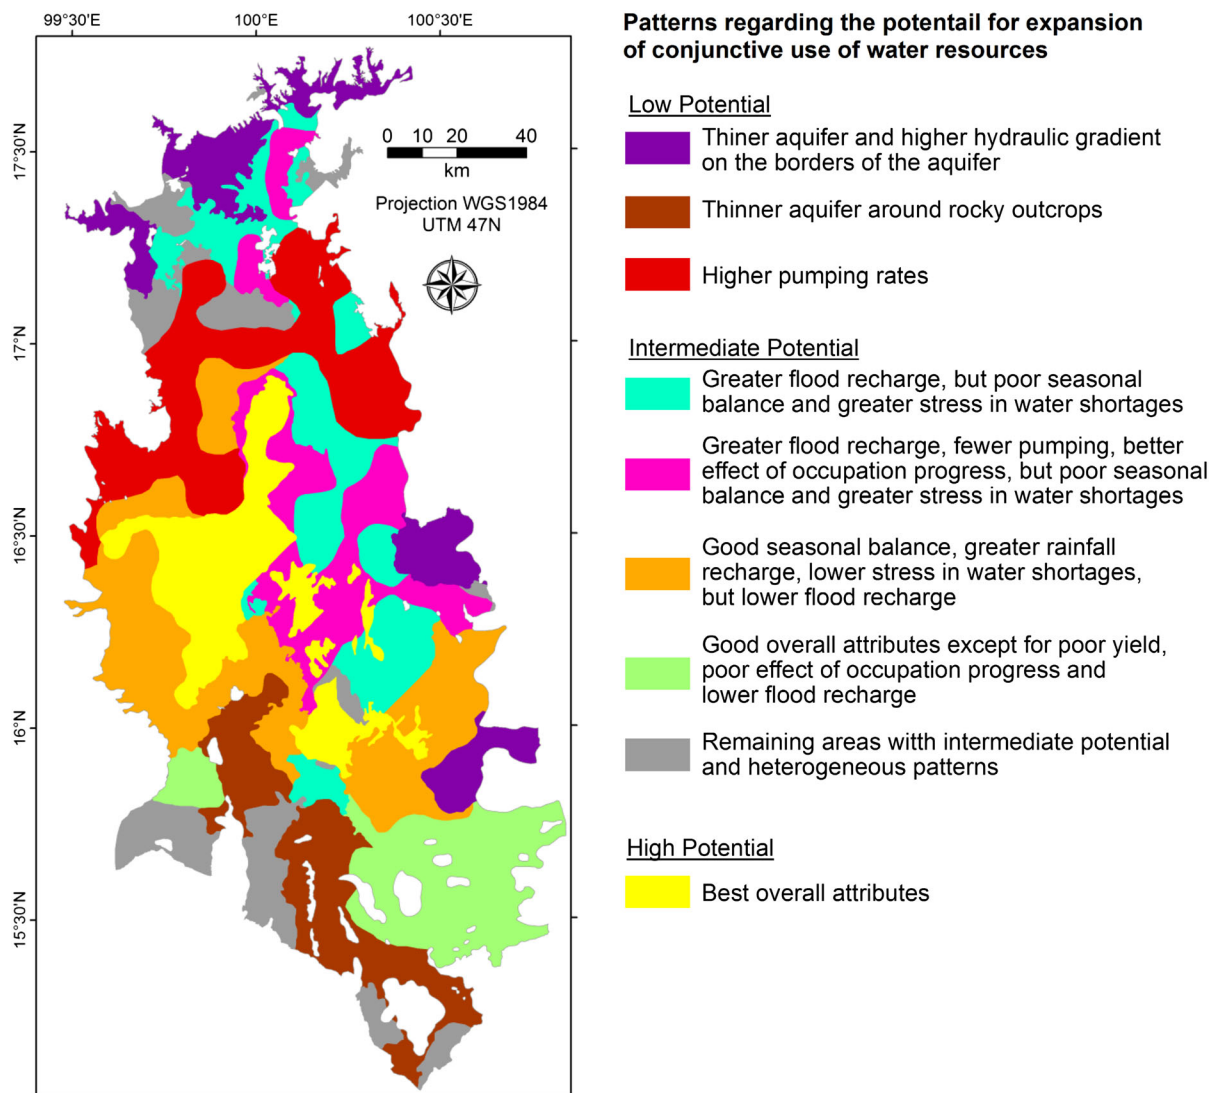 99°30'E 100°E 100°30'E
17°30'N
17°N
16°30'N
16°N
15°30'N
0 10 20 40
km
Projection WGS1984
UTM 47N
Patterns regarding the potentail for expansion
of conjunctive use of water resources
Low Potential
Thiner aquifer and higher hydraulic gradient
on the borders of the aquifer
Thinner aquifer around rocky outcrops
Higher pumping rates
Intermediate Potential
Greater flood recharge, but poor seasonal
balance and greater stress in water shortages
Greater flood recharge, fewer pumping, better
effect of occupation progress, but poor seasonal
balance and greater stress in water shortages
Good seasonal balance, greater rainfall
recharge, lower stress in water shortages,
but lower flood recharge
Good overall attributes except for poor yield,
poor effect of occupation progress and
lower flood recharge
Remaining areas witth intermediate potential
and heterogeneous patterns
High Potential
Best overall attributes